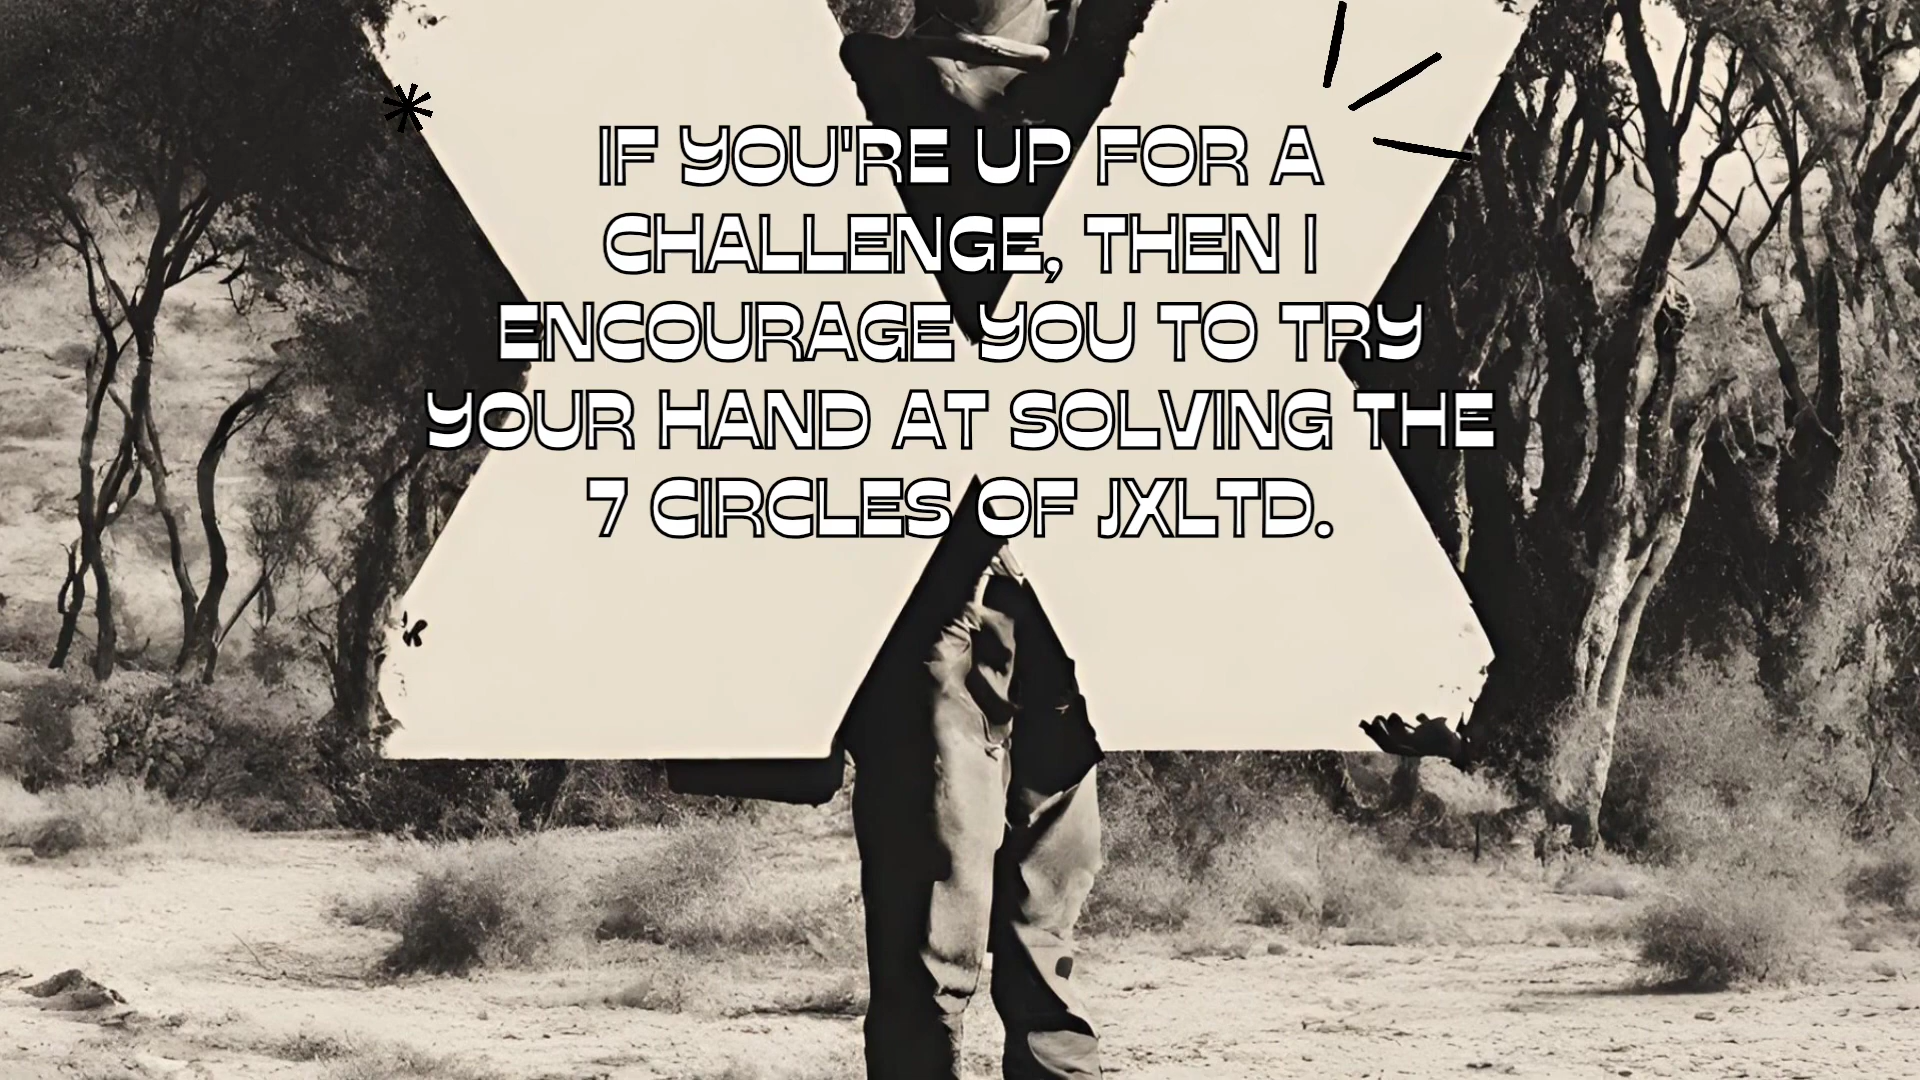 IF YOU'RE UP FOR A
CHALLENGE, THEN I
ENCOURAGE YOU TO TRY
YOUR HAND AT SOLVING THE
7 CIRCLES OF JXLTD.